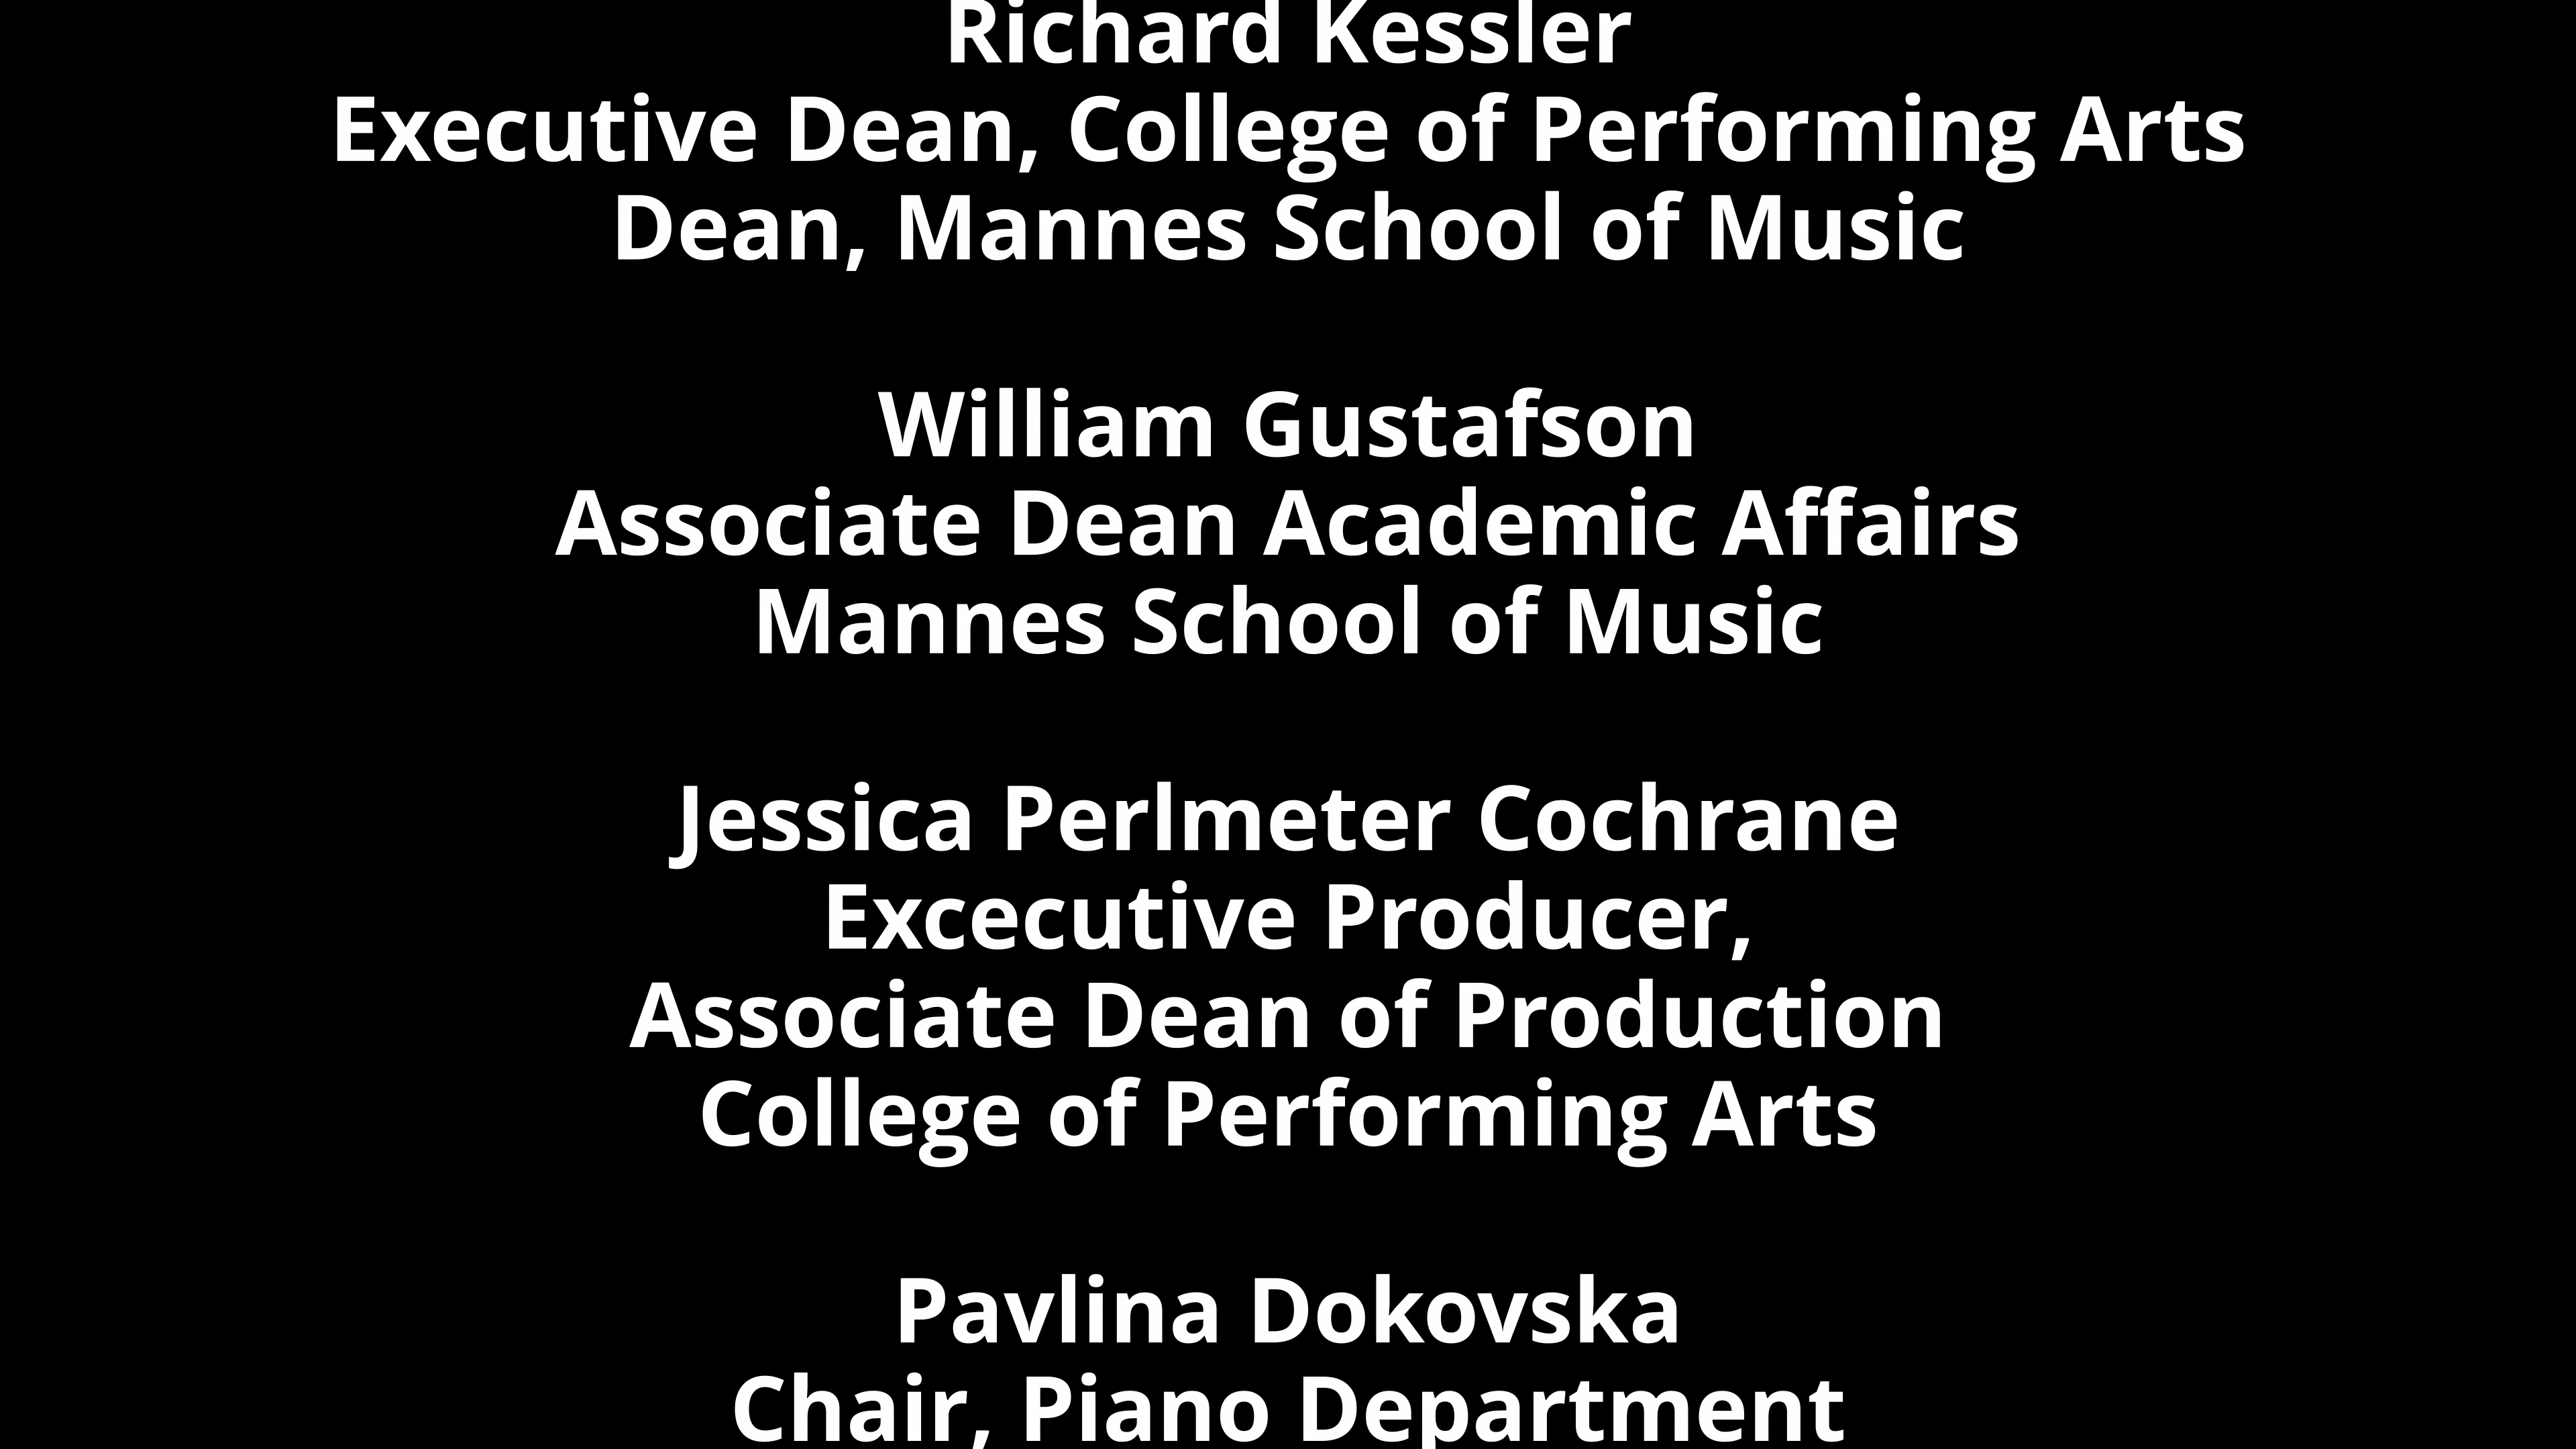 Richard Kessler
Executive Dean, College of Performing Arts
Dean, Mannes School of Music
William Gustafson
Associate Dean Academic Affairs
Mannes School of Music
Jessica Perlmeter Cochrane
Excecutive Producer,
Associate Dean of Production
College of Performing Arts
Pavlina Dokovska
Chair, Piano Department